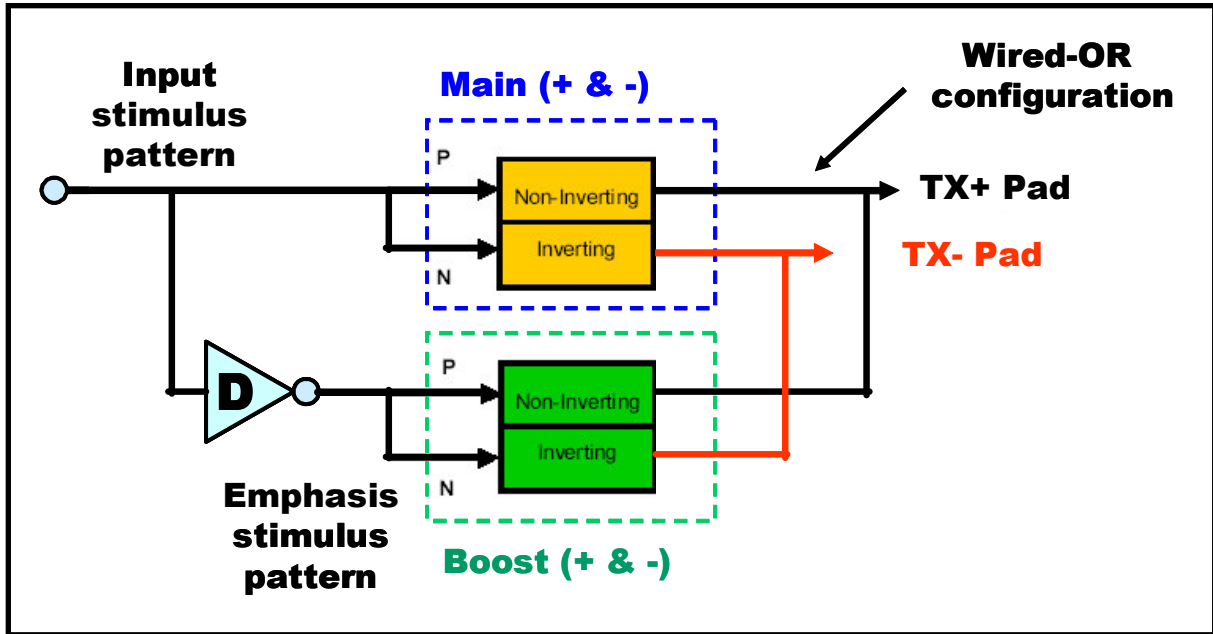 Input
stimulus
pattern
Main (+ & -)
Wired-OR
configuration
P
Non-Inverting
Inverting
N
TX+ Pad
TX- Pad
D
P
Non-Inverting
Inverting
N
Emphasis
stimulus
pattern
Boost (+ & -)